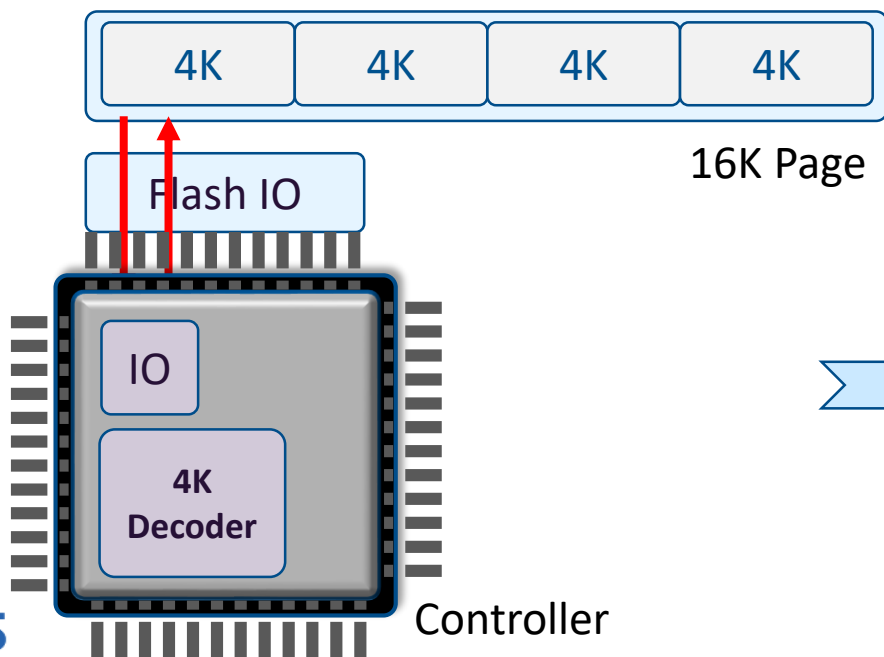 4K 4K 4K 4K
16K Page
Flash IO
IO
4K
Decoder
Controller